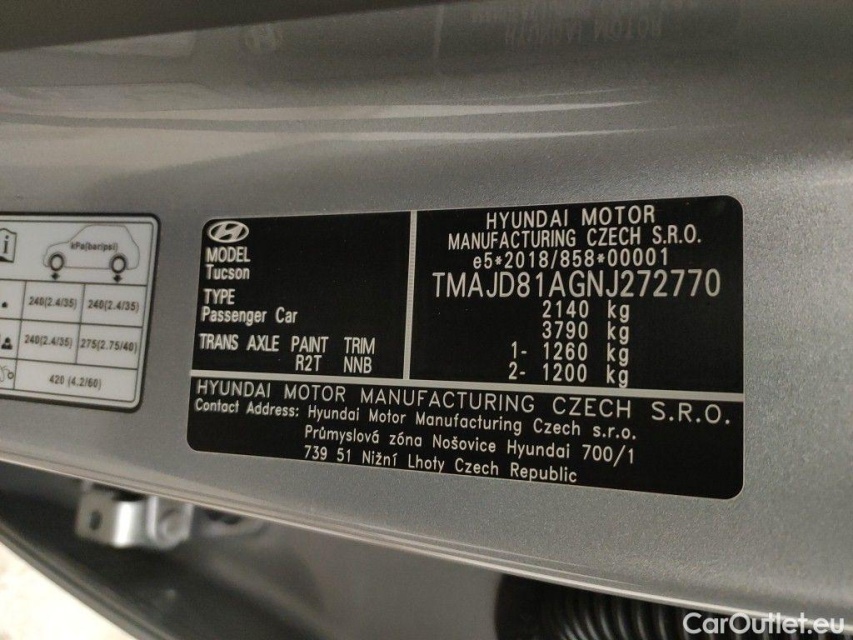 kPa(bar/psi)
240(2.4/35) 240(2.4/35)
240(2.4/35) 275(2.75/40)
420 (4.2/60)
MODEL
Tucson
TYPE
Passenger Car
TRANS AXLE PAINT TRIM
R2T NNB
HYUNDAI MOTOR
MANUFACTURING CZECH S.R.O.
e5*2018/858*00001
TMAJD81AGNJ272770
2140 kg
3790 kg
1- 1260 kg
2- 1200 kg
HYUNDAI MOTOR MANUFACTURING CZECH S.R.O.
Contact Address: Hyundai Motor Manufacturing Czech s.r.o.
Průmyslová zóna Nošovice Hyundai 700/1
739 51 Nižní Lhoty Czech Republic
CarOutlet.eu